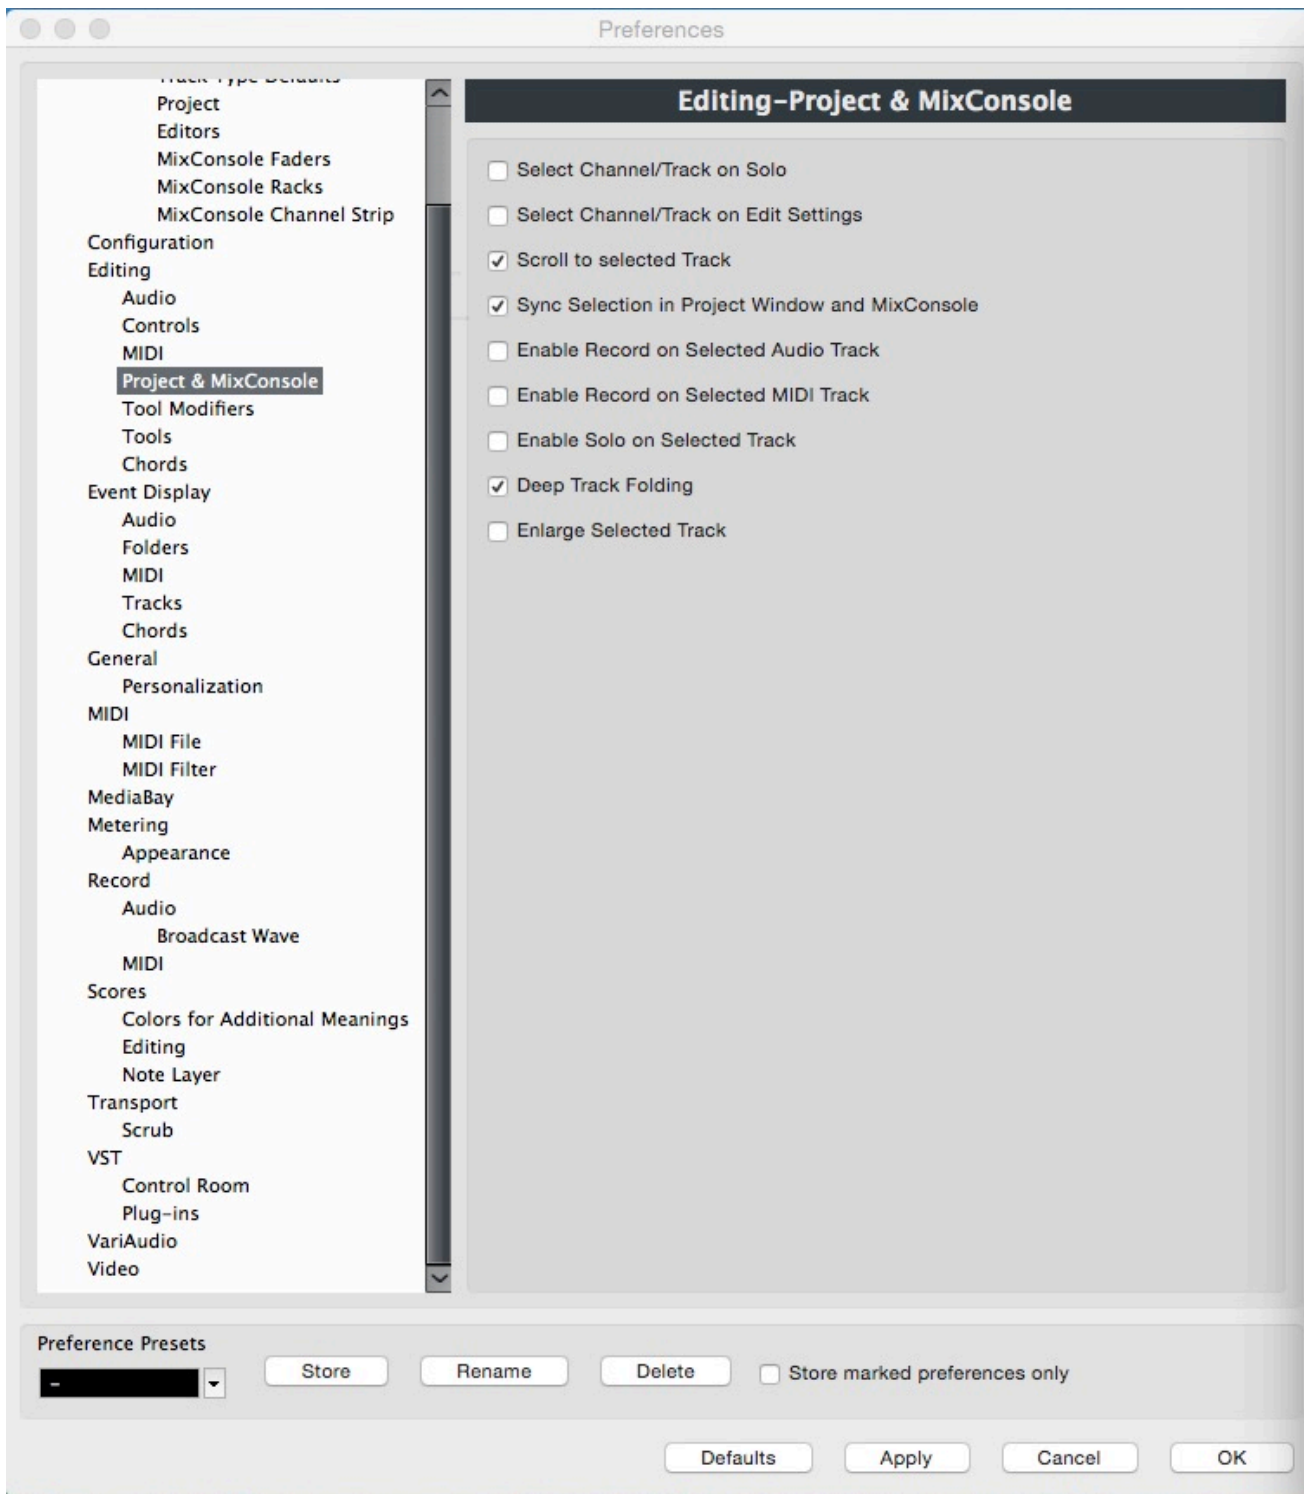 Preferences
Track Type Defaults
Project
Editors
MixConsole Faders
MixConsole Racks
MixConsole Channel Strip
Configuration
Editing
Audio
Controls
MIDI
Project & MixConsole
Tool Modifiers
Tools
Chords
Event Display
Audio
Folders
MIDI
Tracks
Chords
General
Personalization
MIDI
MIDI File
MIDI Filter
MediaBay
Metering
Appearance
Record
Audio
Broadcast Wave
MIDI
Scores
Colors for Additional Meanings
Editing
Note Layer
Transport
Scrub
VST
Control Room
Plug-ins
VariAudio
Video
Editing-Project & MixConsole
Select Channel/Track on Solo
Select Channel/Track on Edit Settings
Scroll to selected Track
Sync Selection in Project Window and MixConsole
Enable Record on Selected Audio Track
Enable Record on Selected MIDI Track
Enable Solo on Selected Track
Deep Track Folding
Enlarge Selected Track
Preference Presets
–
Store
Rename
Delete
Store marked preferences only
Defaults
Apply
Cancel
OK